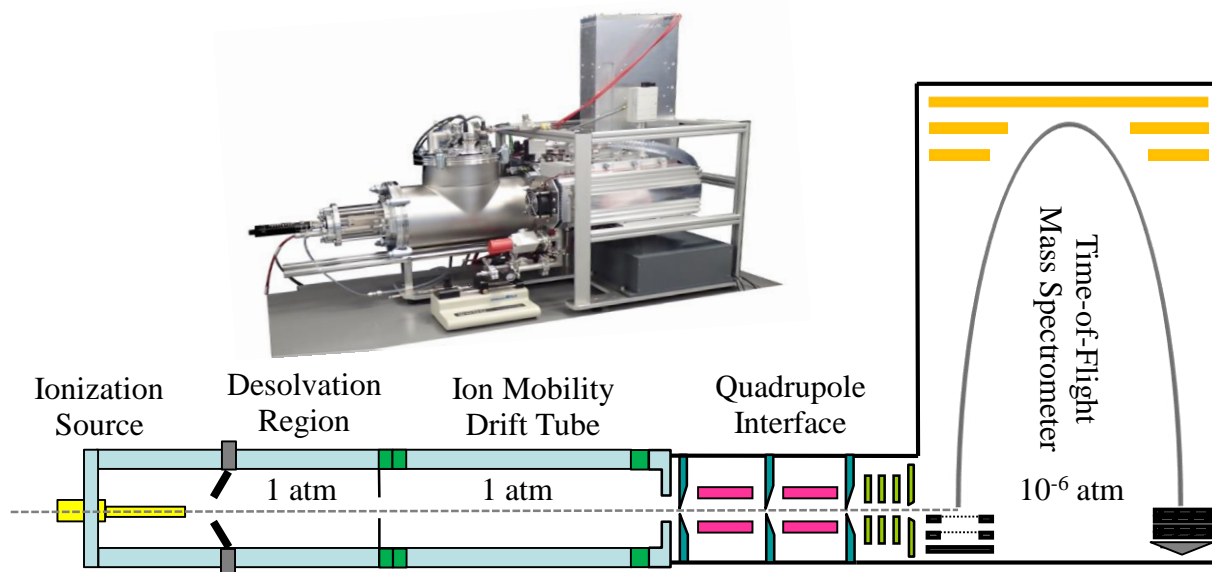 Ionization
Source
Desolvation
Region
Ion Mobility
Drift Tube
Quadrupole
Interface
Time-of-Flight
Mass Spectrometer
1 atm
1 atm
10⁻⁶ atm